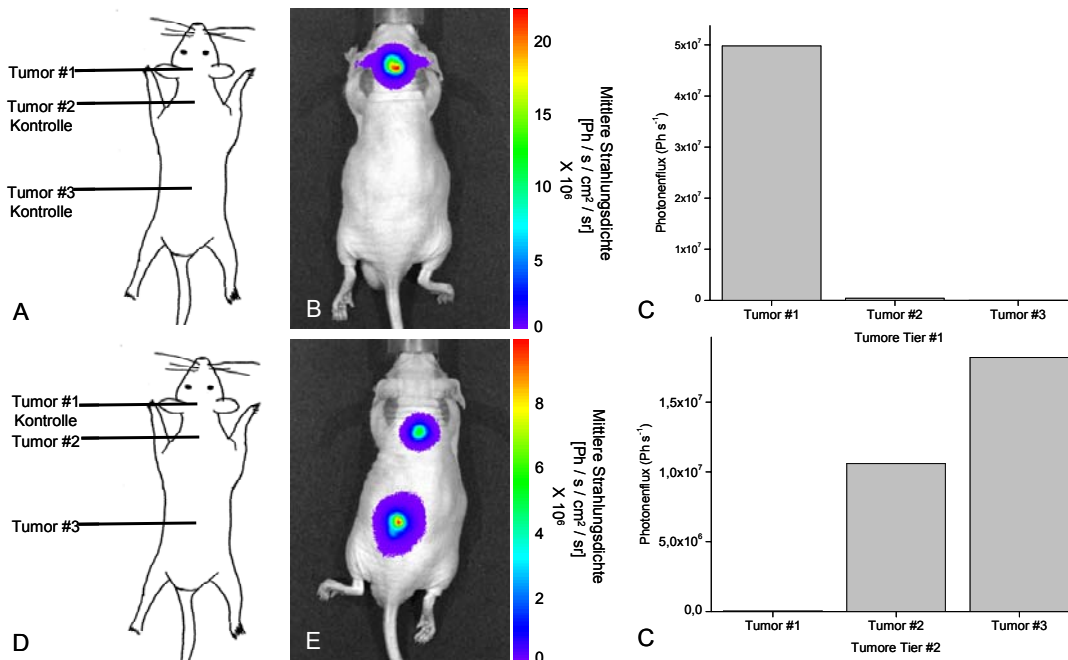 Tumor #1
Tumor #2
Kontrolle
Tumor #3
Kontrolle
A
B
20
15
10
5
0
Mittlere Strahlungsdichte
[Ph / s / cm² / sr]
X 10⁶
Photonenflux (Ph s⁻¹)
5x10⁷
4x10⁷
3x10⁷
2x10⁷
1x10⁷
0
Tumor #1 Tumor #2 Tumor #3
Tumore Tier #1
C
Tumor #1
Kontrolle
Tumor #2
Tumor #3
D
E
8
6
4
2
0
Mittlere Strahlungsdichte
[Ph / s / cm² / sr]
X 10⁶
Photonenflux (Ph s⁻¹)
1,5x10⁷
1,0x10⁷
5,0x10⁶
0,0
Tumor #1 Tumor #2 Tumor #3
Tumore Tier #2
C